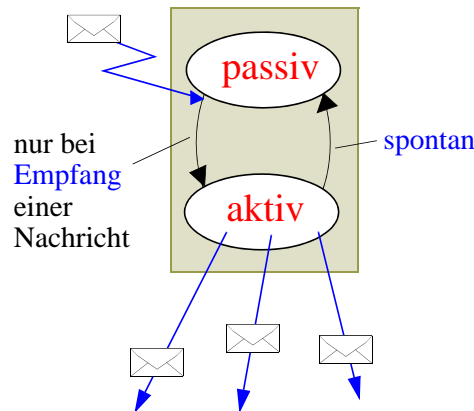 passiv
nur bei
Empfang
einer
Nachricht
spontan
aktiv